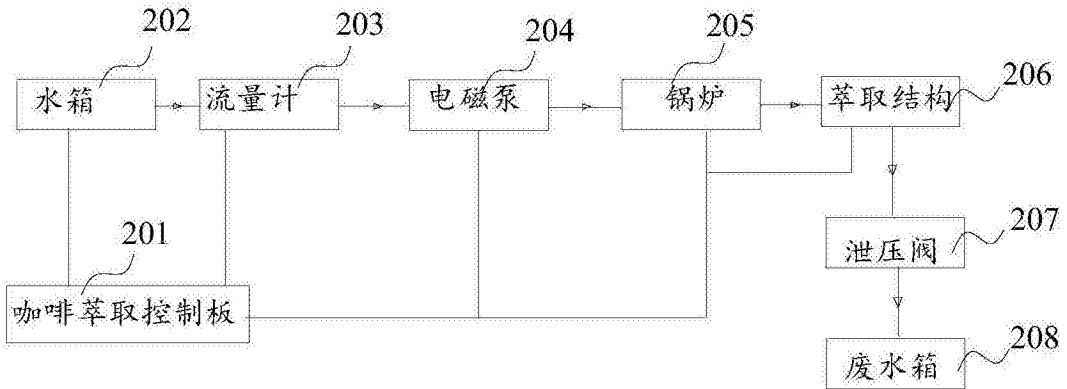 202
203
204
205
206
水箱
流量计
电磁泵
锅炉
萃取结构
201
207
咖啡萃取控制板
泄压阀
208
废水箱